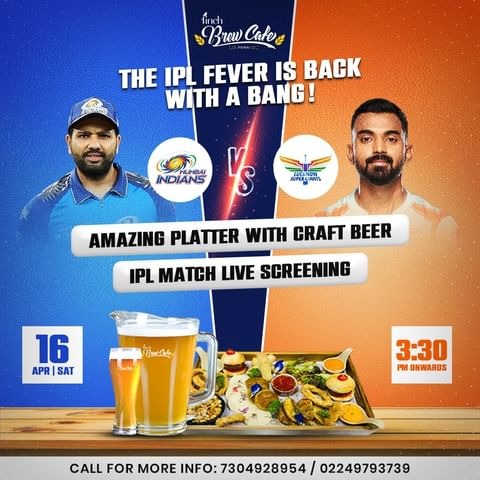 finch
Brew Cafe
POWAI
THE IPL FEVER IS BACK
WITH A BANG!
MUMBAI
INDIANS
VS
LUCKNOW
SUPER GIANTS
AMAZING PLATTER WITH CRAFT BEER
IPL MATCH LIVE SCREENING
16
APR | SAT
3:30
PM ONWARDS
Brew Cafe
CALL FOR MORE INFO: 7304928954 / 02249793739